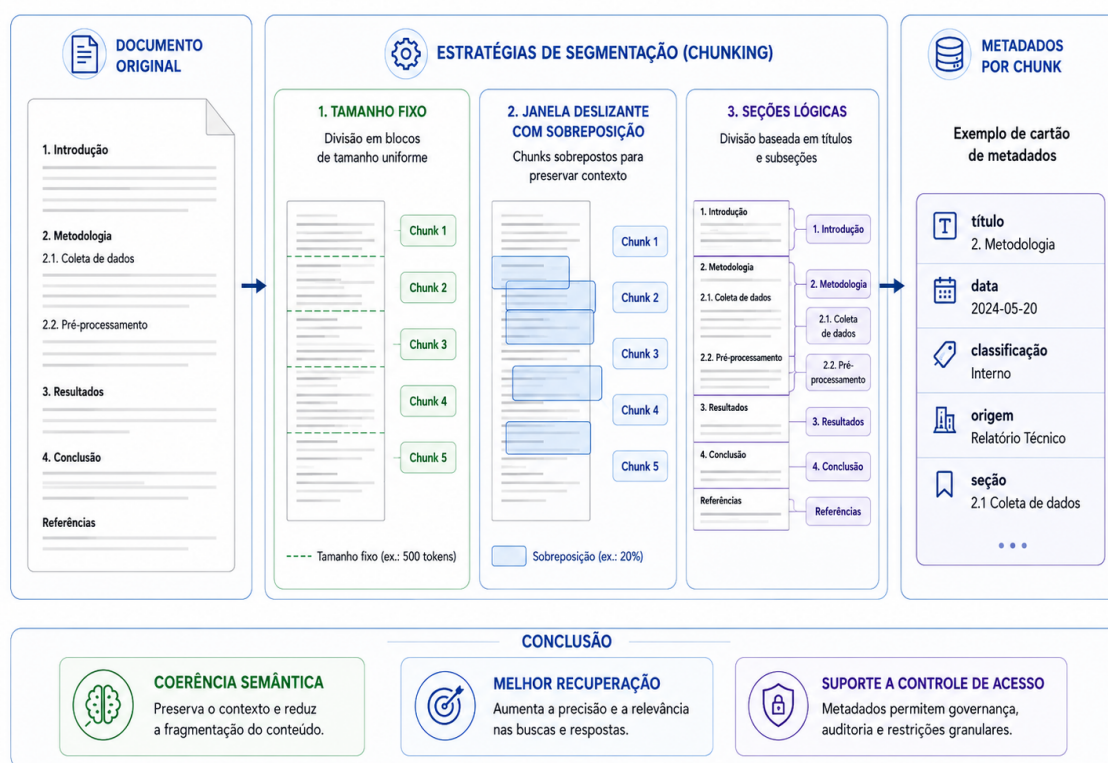 DOCUMENTO
ORIGINAL
1. Introdução
2. Metodologia
2.1. Coleta de dados
2.2. Pré-processamento
3. Resultados
4. Conclusão
Referências
ESTRATÉGIAS DE SEGMENTAÇÃO (CHUNKING)
1. TAMANHO FIXO
Divisão em blocos
de tamanho uniforme
Chunk 1
Chunk 2
Chunk 3
Chunk 4
Chunk 5
Tamanho fixo (ex.: 500 tokens)
2. JANELA DESLIZANTE
COM SOBREPOSIÇÃO
Chunks sobrepostos para
preservar contexto
Chunk 1
Chunk 2
Chunk 3
Chunk 4
Chunk 5
Sobreposição (ex.: 20%)
3. SEÇÕES LÓGICAS
Divisão baseada em títulos
e subseções
1. Introdução
2. Metodologia
2.1. Coleta de dados
2.2. Pré-processamento
3. Resultados
4. Conclusão
Referências
1. Introdução
2. Metodologia
2.1. Coleta
de dados
2.2. Pré-
processamento
3. Resultados
4. Conclusão
Referências
METADADOS
POR CHUNK
Exemplo de cartão
de metadados
T
título
2. Metodologia
data
2024-05-20
classificação
Interno
origem
Relatório Técnico
seção
2.1 Coleta de dados
CONCLUSÃO
COERÊNCIA SEMÂNTICA
Preserva o contexto e reduz
a fragmentação do conteúdo.
MELHOR RECUPERAÇÃO
Aumenta a precisão e a relevância
nas buscas e respostas.
SUPORTE A CONTROLE DE ACESSO
Metadados permitem governança,
auditoria e restrições granulares.